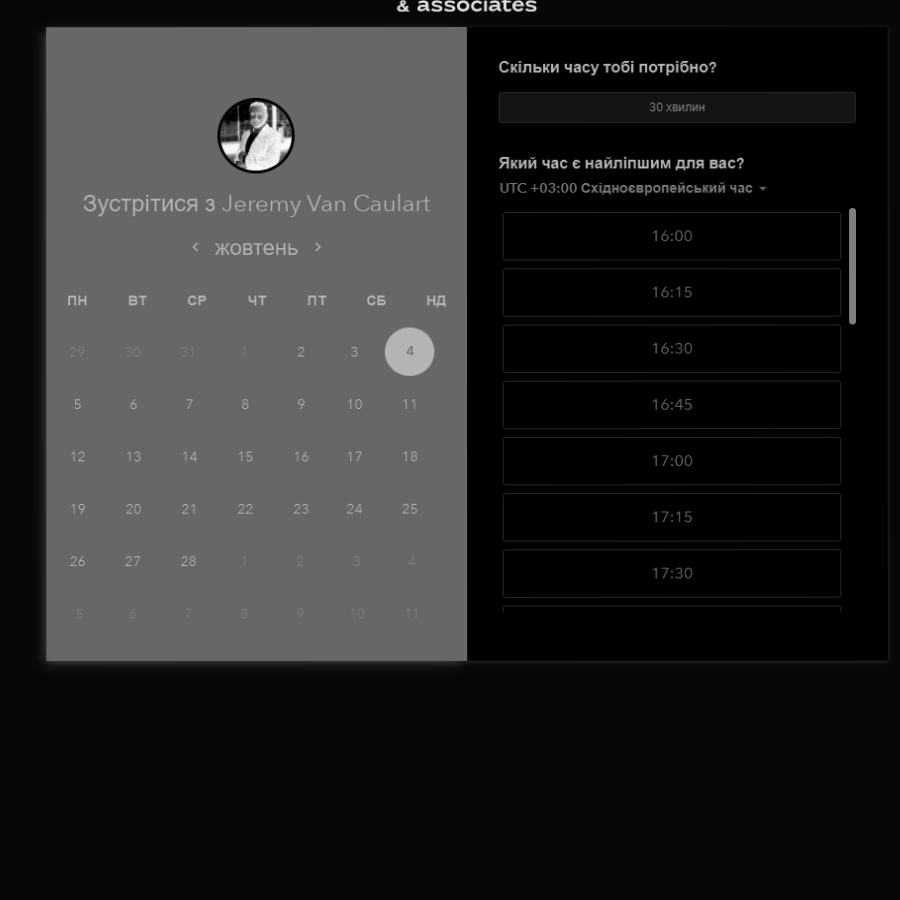 & associates
Зустрітися з Jeremy Van Caulart
жовтень
ПН ВТ СР ЧТ ПТ СБ НД
29 30 31 1 2 3 4
5 6 7 8 9 10 11
12 13 14 15 16 17 18
19 20 21 22 23 24 25
26 27 28 1 2 3 4
5 6 7 8 9 10 11
Скільки часу тобі потрібно?
30 хвилин
Який час є найліпшим для вас?
UTC +03:00 Східноєвропейський час
16:00
16:15
16:30
16:45
17:00
17:15
17:30